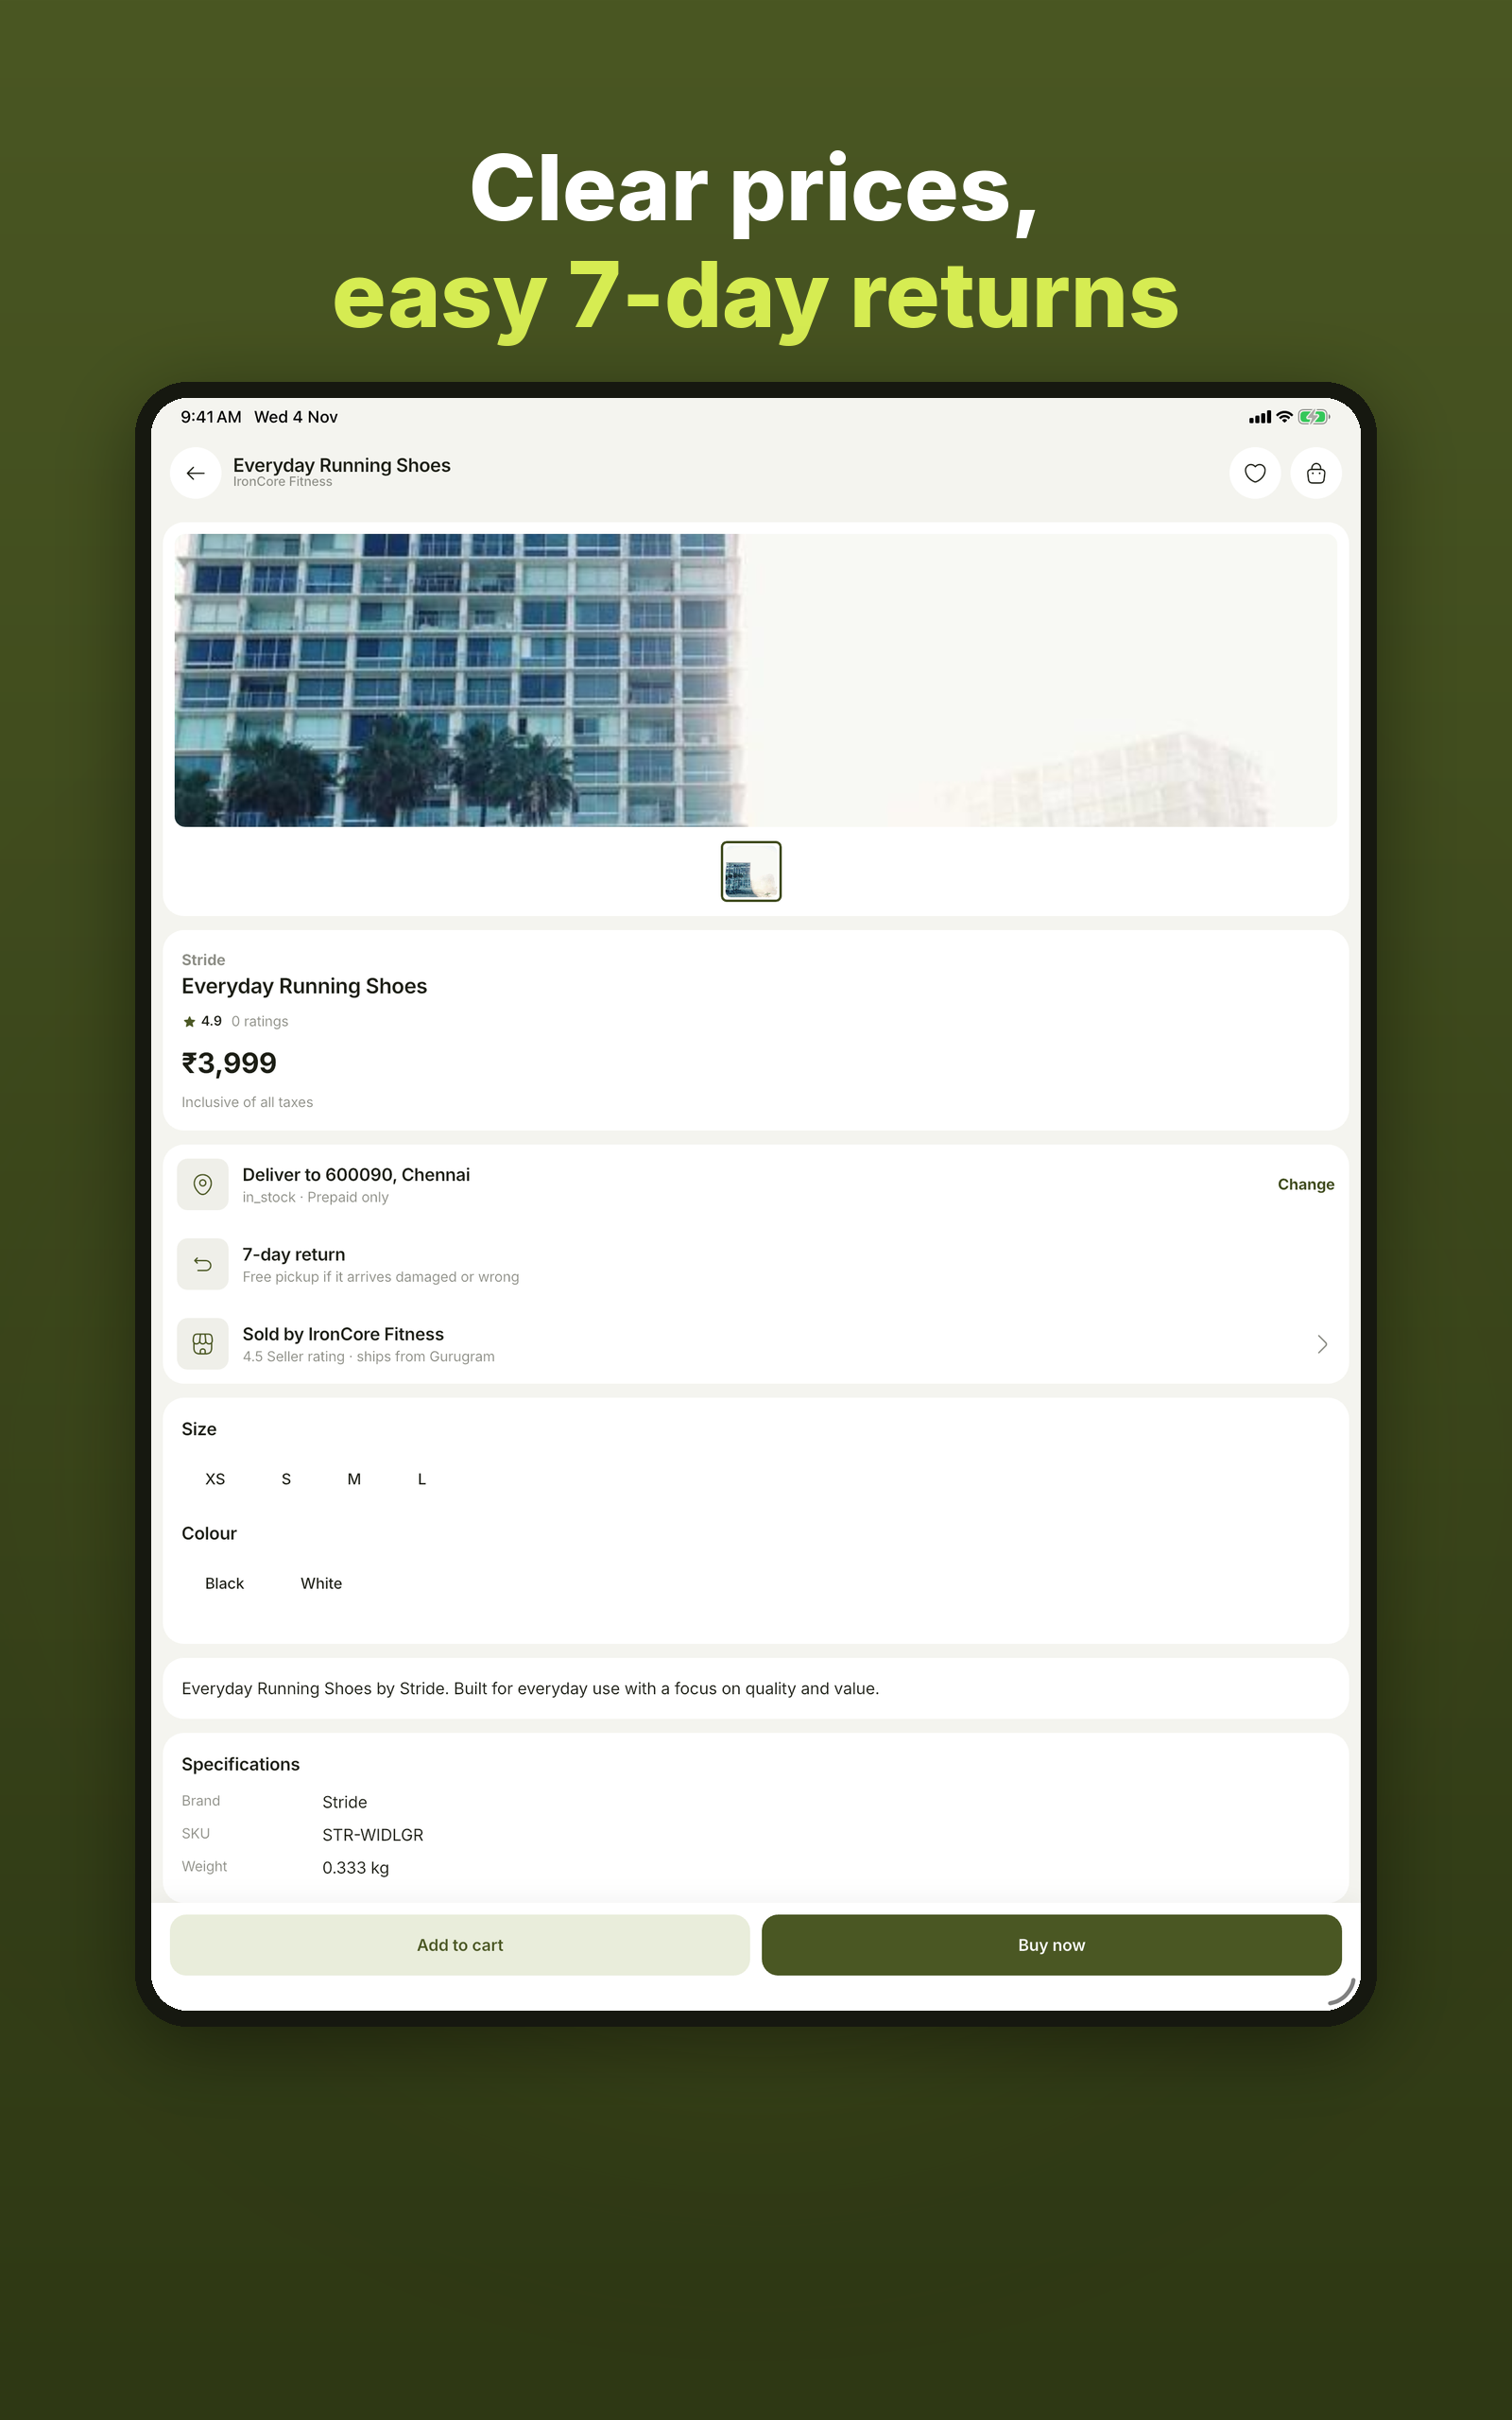 Clear prices,
easy 7-day returns
9:41 AM Wed 4 Nov
Everyday Running Shoes
IronCore Fitness
Stride
Everyday Running Shoes
4.9 0 ratings
₹3,999
Inclusive of all taxes
Deliver to 600090, Chennai
in_stock · Prepaid only
Change
7-day return
Free pickup if it arrives damaged or wrong
Sold by IronCore Fitness
4.5 Seller rating · ships from Gurugram
Size
XS S M L
Colour
Black White
Everyday Running Shoes by Stride. Built for everyday use with a focus on quality and value.
Specifications
Brand Stride
SKU STR-WIDLGR
Weight 0.333 kg
Add to cart Buy now